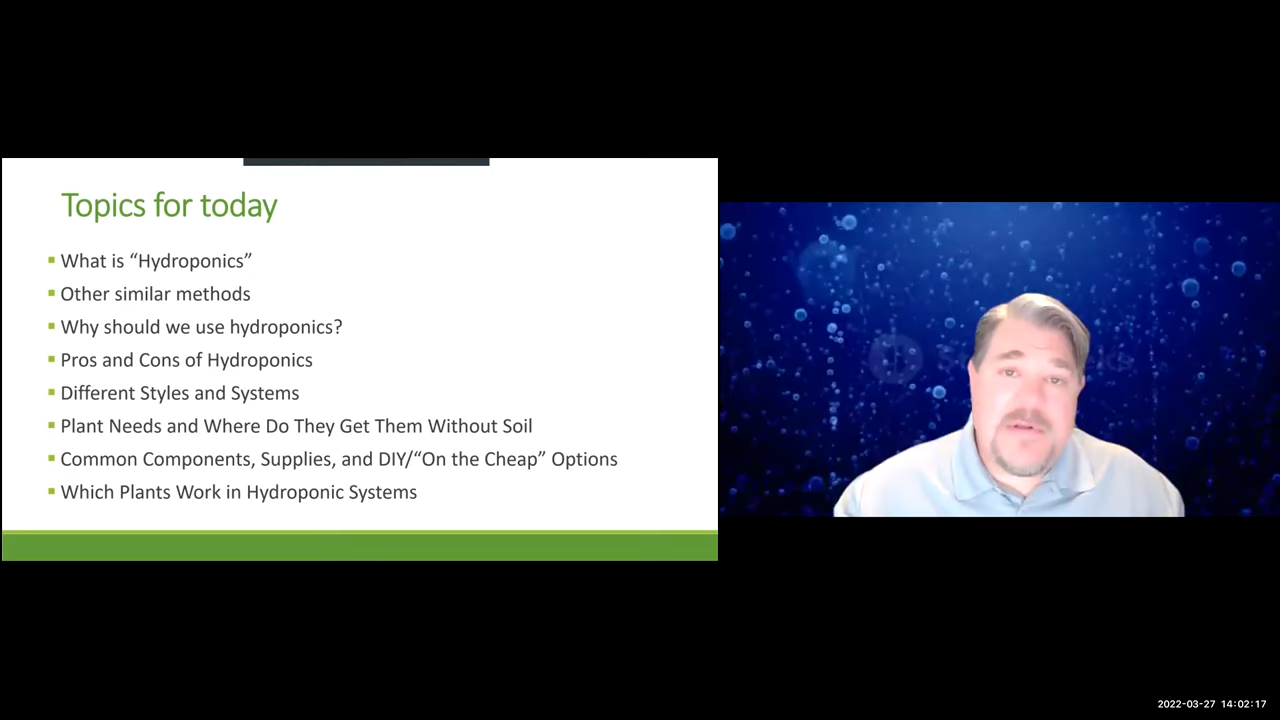 Topics for today
What is “Hydroponics”
Other similar methods
Why should we use hydroponics?
Pros and Cons of Hydroponics
Different Styles and Systems
Plant Needs and Where Do They Get Them Without Soil
Common Components, Supplies, and DIY/“On the Cheap” Options
Which Plants Work in Hydroponic Systems
2022-03-27 14:02:17